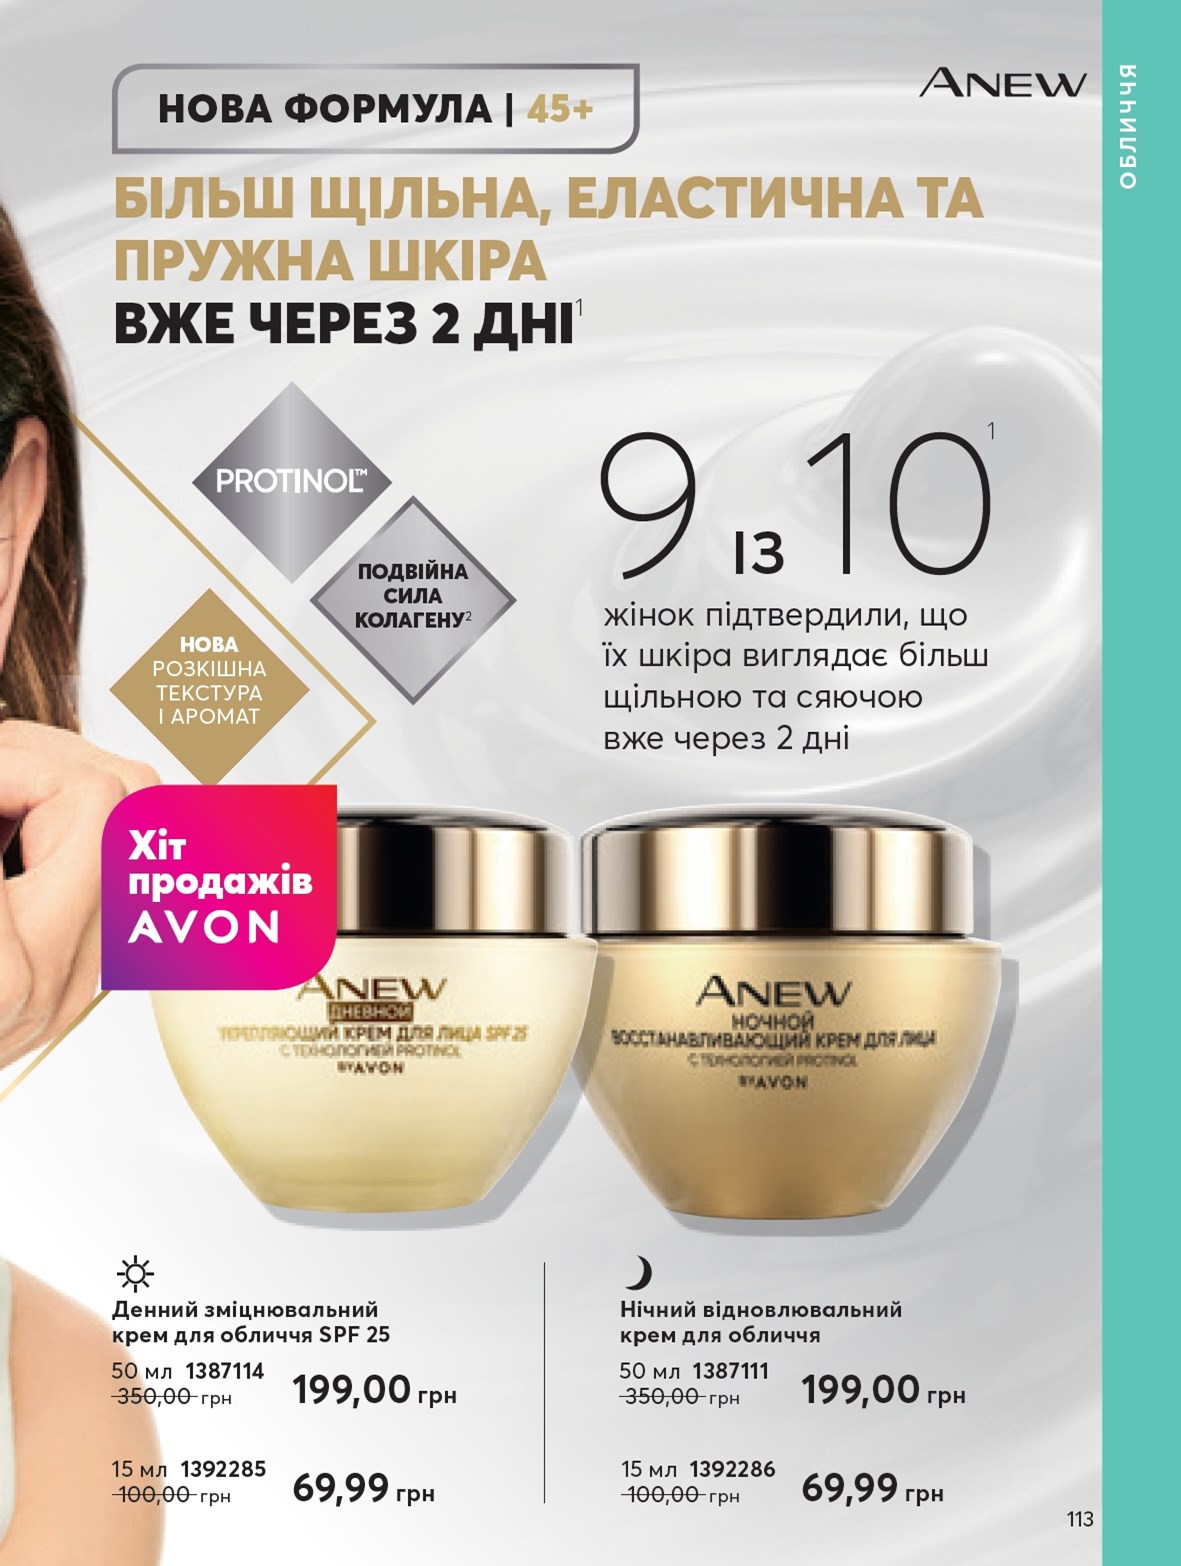 ANEW
ОБЛИЧЧЯ
НОВА ФОРМУЛА | 45+
БІЛЬШ ЩІЛЬНА, ЕЛАСТИЧНА ТА
ПРУЖНА ШКІРА
ВЖЕ ЧЕРЕЗ 2 ДНІ¹
PROTINOL™
ПОДВІЙНА
СИЛА
КОЛАГЕНУ²
НОВА
РОЗКІШНА
ТЕКСТУРА
І АРОМАТ
9 із 10¹
жінок підтвердили, що
їх шкіра виглядає більш
щільною та сяючою
вже через 2 дні
Хіт
продажів
AVON
ANEW
ДНЕВНОЙ
УКРЕПЛЯЮЩИЙ КРЕМ ДЛЯ ЛИЦА SPF 25
С ТЕХНОЛОГИЕЙ PROTINOL
BY AVON
ANEW
НОЧНОЙ
ВОССТАНАВЛИВАЮЩИЙ КРЕМ ДЛЯ ЛИЦА
С ТЕХНОЛОГИЕЙ PROTINOL
BY AVON
Денний зміцнювальний
крем для обличчя SPF 25
50 мл 1387114
350,00 грн 199,00 грн
15 мл 1392285
100,00 грн 69,99 грн
Нічний відновлювальний
крем для обличчя
50 мл 1387111
350,00 грн 199,00 грн
15 мл 1392286
100,00 грн 69,99 грн
113